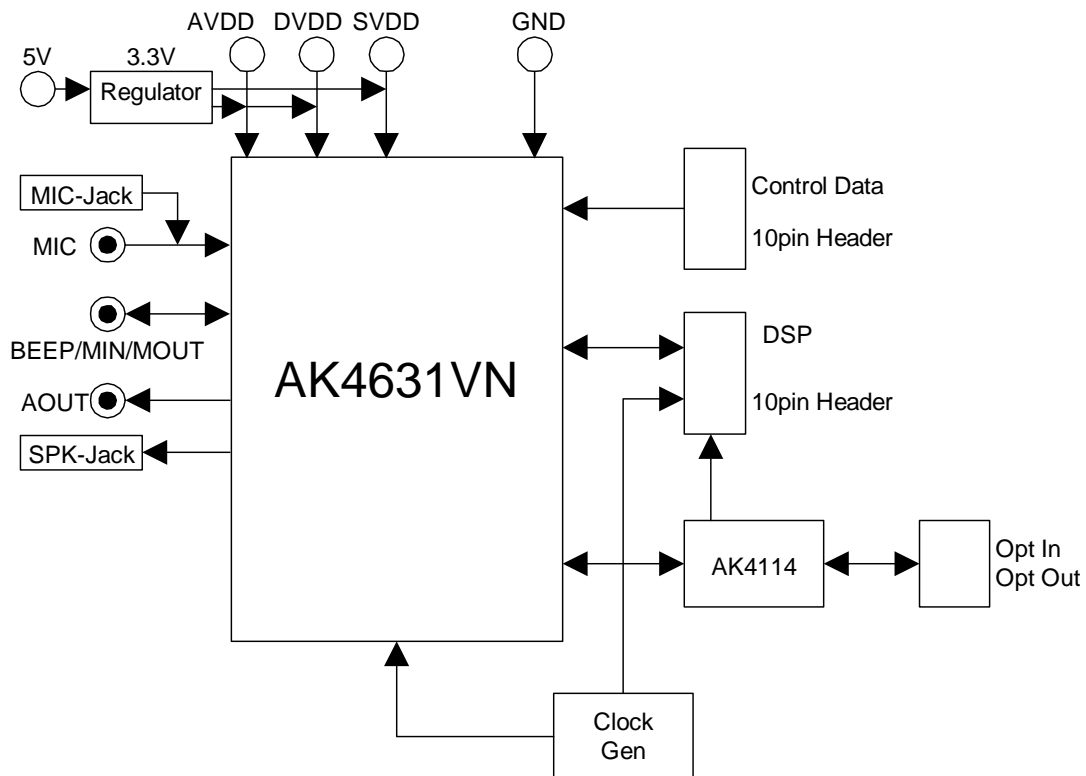 AVDD DVDD SVDD GND
5V 3.3V
Regulator
MIC-Jack
Control Data
MIC
10pin Header
DSP
BEEP/MIN/MOUT
AK4631VN
AOUT
10pin Header
SPK-Jack
Opt In
AK4114
Opt Out
Clock
Gen